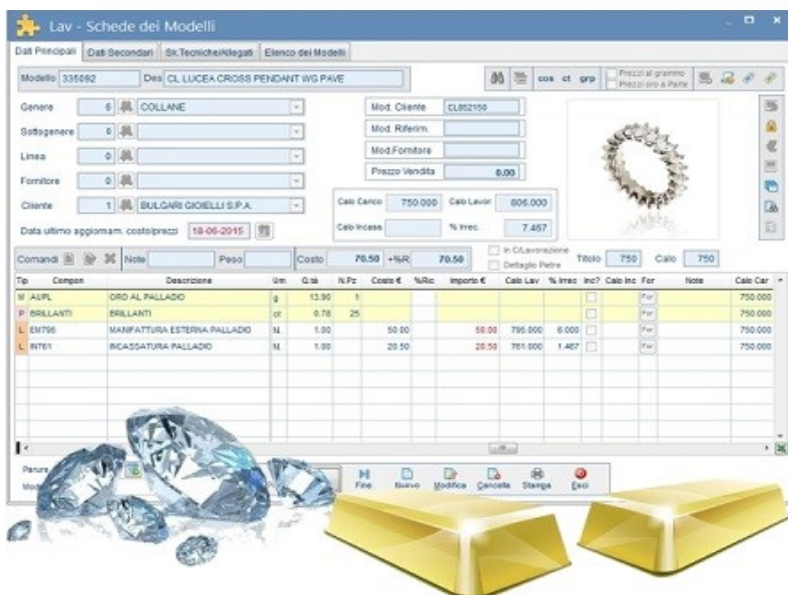 Lav - Schede dei Modelli
Dati Principali Dati Secondari Sk.Tecniche/Allegati Elenco dei Modelli
Modello 335092 Des CL LUCEA CROSS PENDANT WG PAVE cos ct grp Prezzi al grammo
Prezzi oro a Parte
Genere 6 COLLANE Mod. Cliente CL852150
Sottogenere 0 Mod. Riferim.
Linea 0 Mod.Fornitore
Fornitore 0 Prezzo Vendita 0.00
Cliente 1 BULGARI GIOIELLI S.P.A. Calo Carico 750.000 Calo Lavor. 806.000
Data ultimo aggiornam. costo/prezzi 18-06-2015 Calo Incass. % Irrec. 7.467
Comandi Note Peso Costo 70.50 +%R 70.50 In C/Lavorazione
Dettaglio Pietre Titolo 750 Calo 750
Tip Compon Descrizione Um Q.tà N.Pz Costo € %Ric Importo € Calo Lav % Irrec Inc? Calo Inc For Note Calo Car
M AUPL ORO AL PALLADIO g 13.90 1 For 750.000
P BRILLANTI BRILLANTI ct 0.78 25 For 750.000
L EM795 MANIFATTURA ESTERNA PALLADIO N. 1.00 50.00 50.00 795.000 6.000 For 750.000
L IN761 INCASSATURA PALLADIO N. 1.00 20.50 20.50 761.000 1.467 For 750.000
Parure
Fine Nuovo Modifica Cancella Stampa Esci